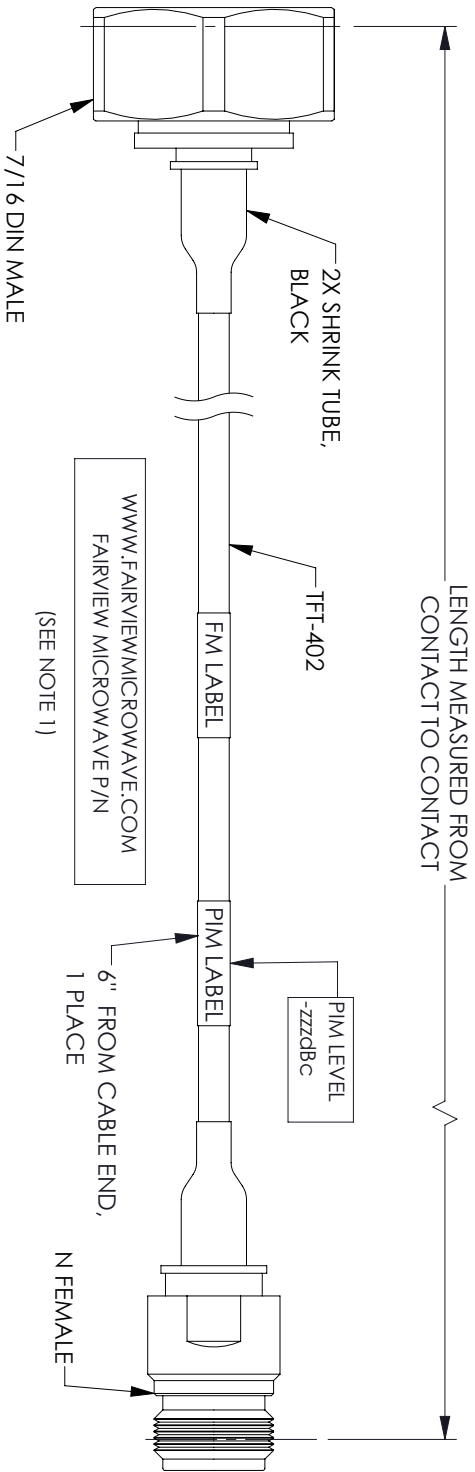 LENGTH MEASURED FROM
CONTACT TO CONTACT
7/16 DIN MALE
2X SHRINK TUBE,
BLACK
TFT-402
FM LABEL
WWW.FAIRVIEWMICROWAVE.COM
FAIRVIEW MICROWAVE P/N
(SEE NOTE 1)
PIM LABEL
PIM LEVEL
-zzzdBc
6" FROM CABLE END,
1 PLACE
N FEMALE